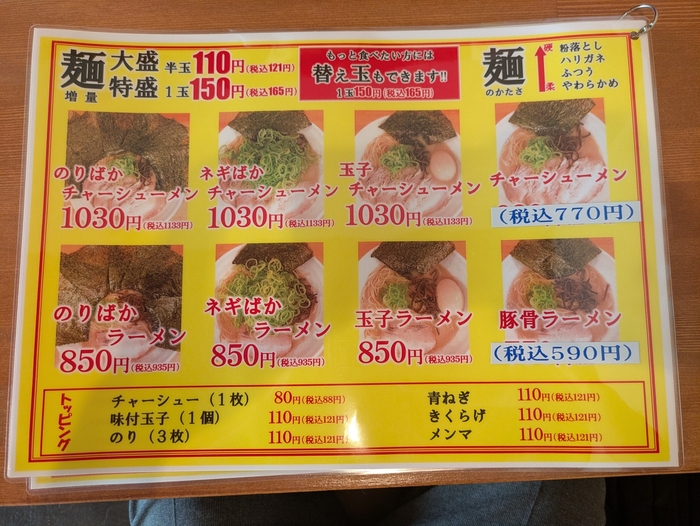 麺
増量
大盛 半玉110円(税込121円)
特盛 1玉150円(税込165円)
もっと食べたい方には
替え玉もできます!!
1玉150円(税込165円)
麺
のかたさ
硬
柔
粉落とし
ハリガネ
ふつう
やわらかめ
のりばか
チャーシューメン
1030円(税込1133円)
ネギばか
チャーシューメン
1030円(税込1133円)
玉子
チャーシューメン
1030円(税込1133円)
チャーシューメン
(税込770円)
のりばか
ラーメン
850円(税込935円)
ネギばか
ラーメン
850円(税込935円)
玉子ラーメン
850円(税込935円)
豚骨ラーメン
(税込590円)
トッピング
チャーシュー(1枚) 80円(税込88円)
味付玉子(1個) 110円(税込121円)
のり(3枚) 110円(税込121円)
青ねぎ 110円(税込121円)
きくらげ 110円(税込121円)
メンマ 110円(税込121円)